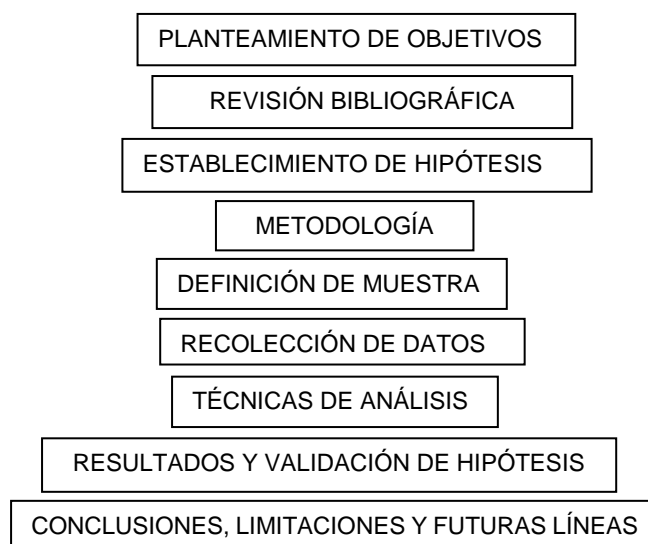 PLANTEAMIENTO DE OBJETIVOS
REVISIÓN BIBLIOGRÁFICA
ESTABLECIMIENTO DE HIPÓTESIS
METODOLOGÍA
DEFINICIÓN DE MUESTRA
RECOLECCIÓN DE DATOS
TÉCNICAS DE ANÁLISIS
RESULTADOS Y VALIDACIÓN DE HIPÓTESIS
CONCLUSIONES, LIMITACIONES Y FUTURAS LÍNEAS